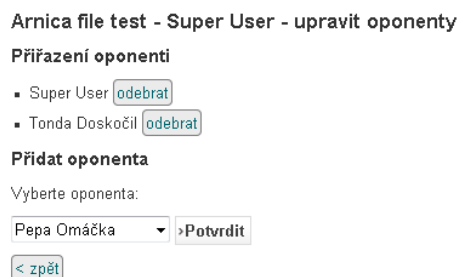 Arnica file test - Super User - upravit oponenty
Přiřazení oponenti
▪ Super User odebrat
▪ Tonda Doskočil odebrat
Přidat oponenta
Vyberte oponenta:
Pepa Omáčka ›Potvrdit
< zpět